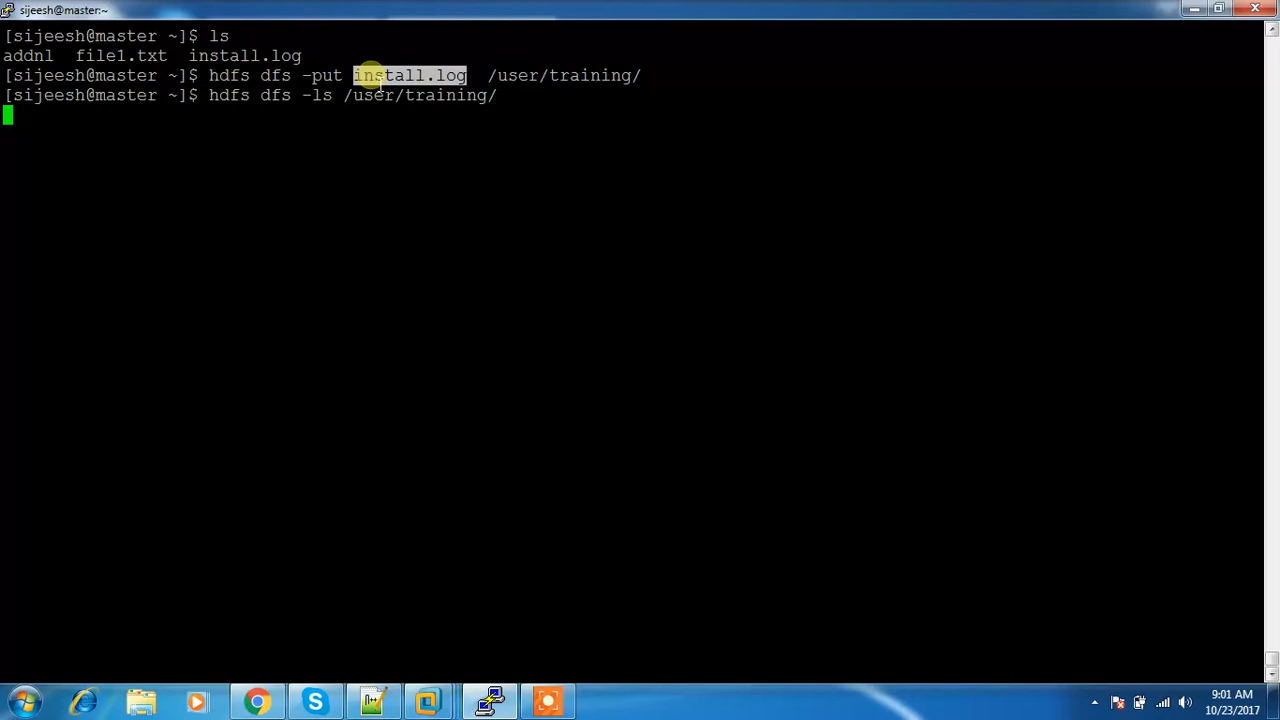 sijeesh@master:~
[sijeesh@master ~]$ ls
addnl  file1.txt  install.log
[sijeesh@master ~]$ hdfs dfs -put install.log  /user/training/
[sijeesh@master ~]$ hdfs dfs -ls /user/training/
9:01 AM
10/23/2017